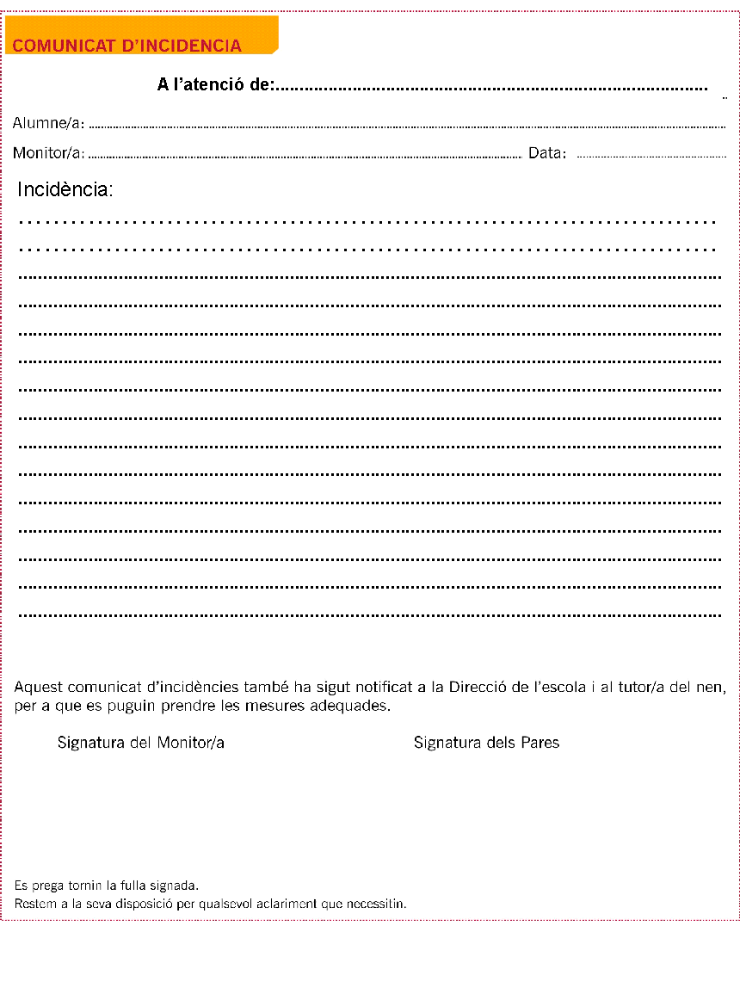 COMUNICAT D'INCIDENCIA
A l'atenció de:..........................................................................................
Alumne/a: ..........................................................................................
Monitor/a: .......................................................... Data: ..............................
Incidència:
Aquest comunicat d'incidències també ha sigut notificat a la Direcció de l'escola i al tutor/a del nen,
per a que es puguin prendre les mesures adequades.
Signatura del Monitor/a Signatura dels Pares
Es prega tornin la fulla signada.
Restem a la seva disposició per qualsevol aclariment que necessitin.